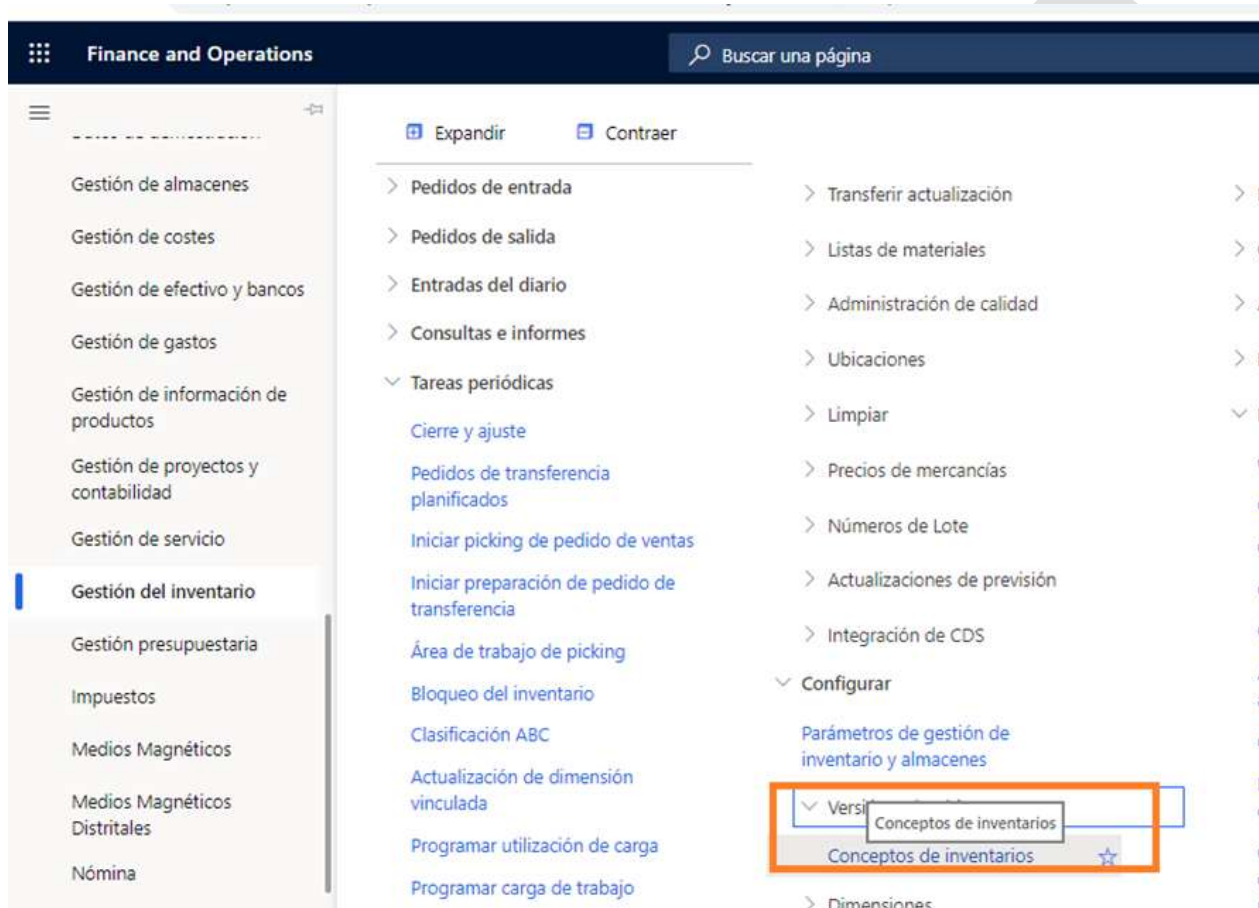 Finance and Operations
Buscar una página
Expandir
Contraer
Gestión de almacenes
Gestión de costes
Gestión de efectivo y bancos
Gestión de gastos
Gestión de información de
productos
Gestión de proyectos y
contabilidad
Gestión de servicio
Gestión del inventario
Gestión presupuestaria
Impuestos
Medios Magnéticos
Medios Magnéticos
Distritales
Nómina
Pedidos de entrada
Pedidos de salida
Entradas del diario
Consultas e informes
Tareas periódicas
Cierre y ajuste
Pedidos de transferencia
planificados
Iniciar picking de pedido de ventas
Iniciar preparación de pedido de
transferencia
Área de trabajo de picking
Bloqueo del inventario
Clasificación ABC
Actualización de dimensión
vinculada
Programar utilización de carga
Programar carga de trabajo
Transferir actualización
Listas de materiales
Administración de calidad
Ubicaciones
Limpiar
Precios de mercancías
Números de Lote
Actualizaciones de previsión
Integración de CDS
Configurar
Parámetros de gestión de
inventario y almacenes
Conceptos de inventarios
Conceptos de inventarios
Dimensiones